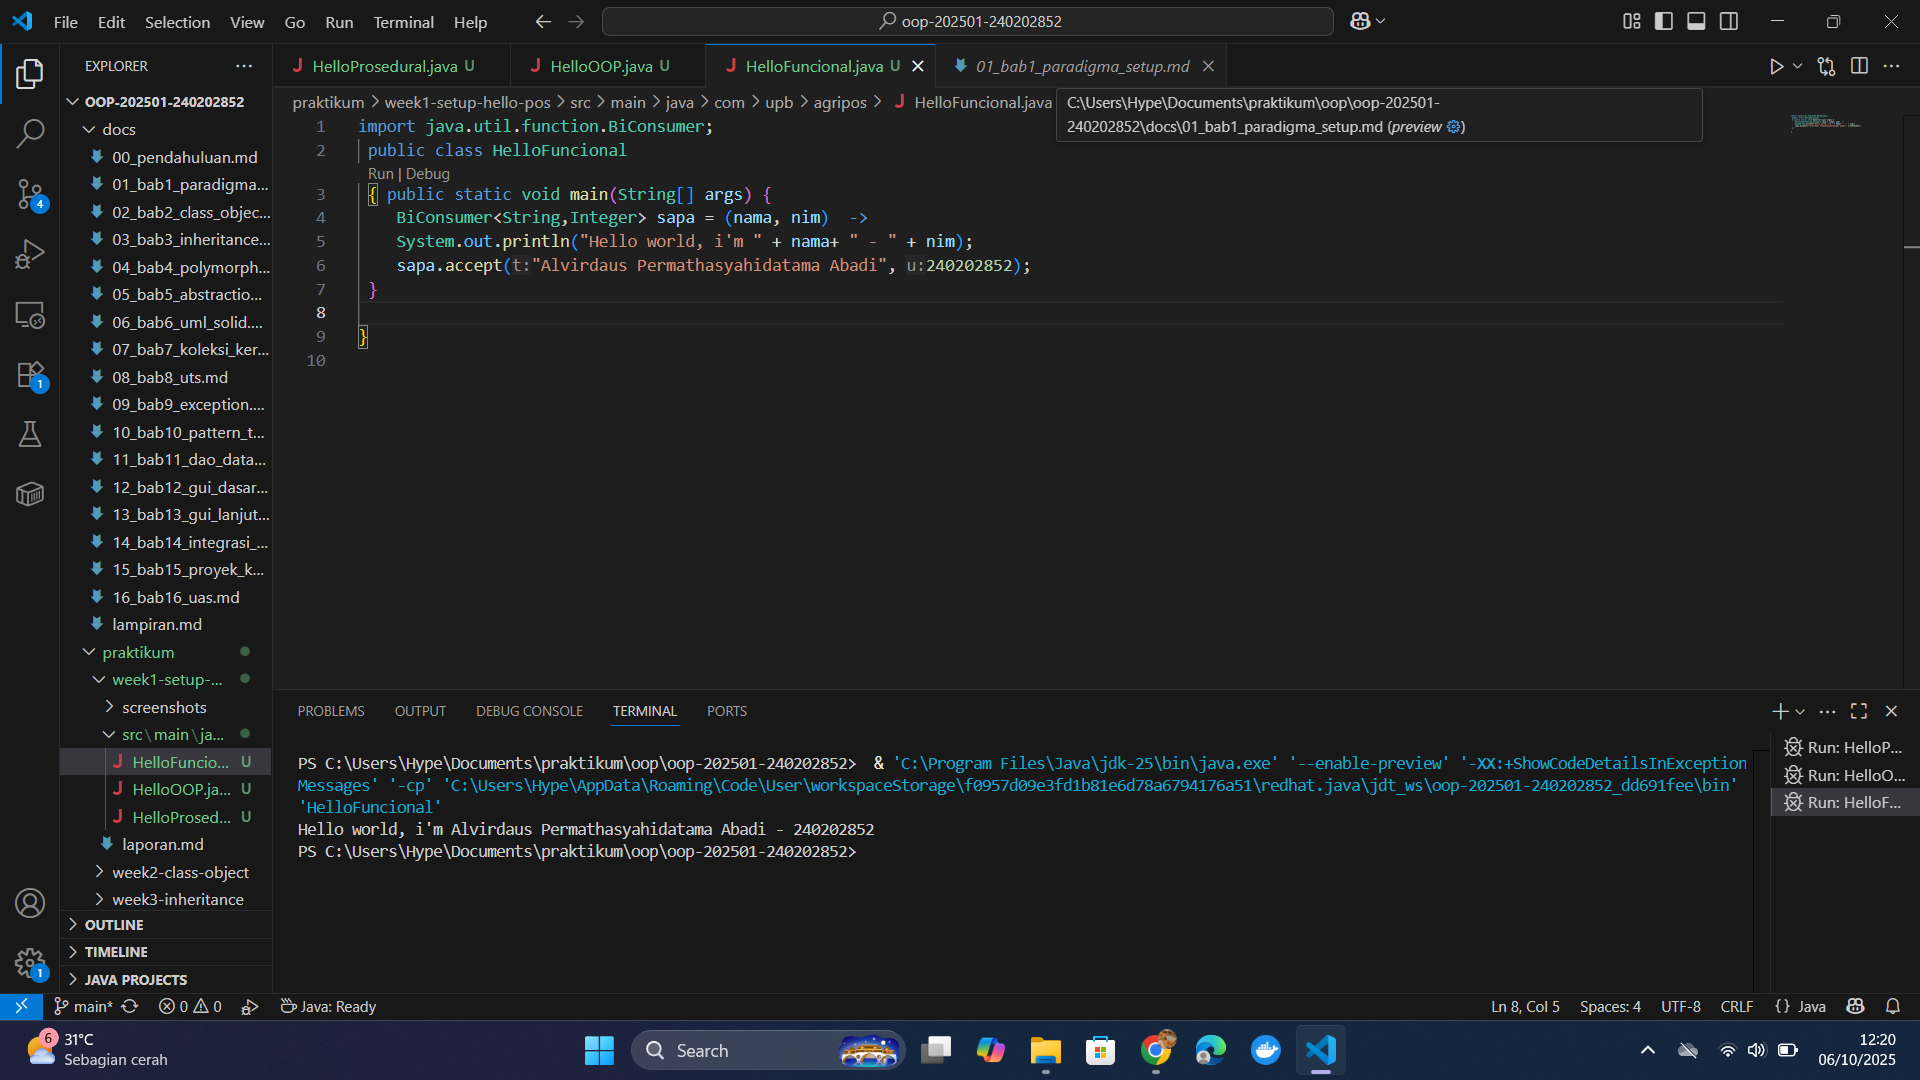 File Edit Selection View Go Run Terminal Help
oop-202501-240202852
EXPLORER
OOP-202501-240202852
docs
00_pendahuluan.md
01_bab1_paradigma...
02_bab2_class_objec...
03_bab3_inheritance...
04_bab4_polymorph...
05_bab5_abstractio...
06_bab6_uml_solid....
07_bab7_koleksi_ker...
08_bab8_uts.md
09_bab9_exception....
10_bab10_pattern_t...
11_bab11_dao_data...
12_bab12_gui_dasar...
13_bab13_gui_lanjut...
14_bab14_integrasi_...
15_bab15_proyek_k...
16_bab16_uas.md
lampiran.md
praktikum
week1-setup-...
screenshots
src\main\ja...
HelloFuncio... U
HelloOOP.ja... U
HelloProsed... U
laporan.md
week2-class-object
week3-inheritance
OUTLINE
TIMELINE
JAVA PROJECTS
4
1
1
HelloProsedural.java U
HelloOOP.java U
HelloFuncional.java U
01_bab1_paradigma_setup.md
praktikum > week1-setup-hello-pos > src > main > java > com > upb > agripos > HelloFuncional.java
C:\Users\Hype\Documents\praktikum\oop\oop-202501-
240202852\docs\01_bab1_paradigma_setup.md (preview)
1 import java.util.function.BiConsumer;
2 public class HelloFuncional
Run | Debug
3 { public static void main(String[] args) {
4 BiConsumer<String,Integer> sapa = (nama, nim) ->
5 System.out.println("Hello world, i'm " + nama+ " - " + nim);
6 sapa.accept(t:"Alvirdaus Permathasyahidatama Abadi", u:240202852);
7 }
8
9 }
10
PROBLEMS OUTPUT DEBUG CONSOLE TERMINAL PORTS
PS C:\Users\Hype\Documents\praktikum\oop\oop-202501-240202852> & 'C:\Program Files\Java\jdk-25\bin\java.exe' '--enable-preview' '-XX:+ShowCodeDetailsInException
Messages' '-cp' 'C:\Users\Hype\AppData\Roaming\Code\User\workspaceStorage\f0957d09e3fd1b81e6d78a6794176a51\redhat.java\jdt_ws\oop-202501-240202852_dd691fee\bin'
'HelloFuncional'
Hello world, i'm Alvirdaus Permathasyahidatama Abadi - 240202852
PS C:\Users\Hype\Documents\praktikum\oop\oop-202501-240202852>
Run: HelloP...
Run: HelloO...
Run: HelloF...
main* 0 0 Java: Ready
Ln 8, Col 5 Spaces: 4 UTF-8 CRLF {} Java
6
31°C
Sebagian cerah
Search
12:20
06/10/2025